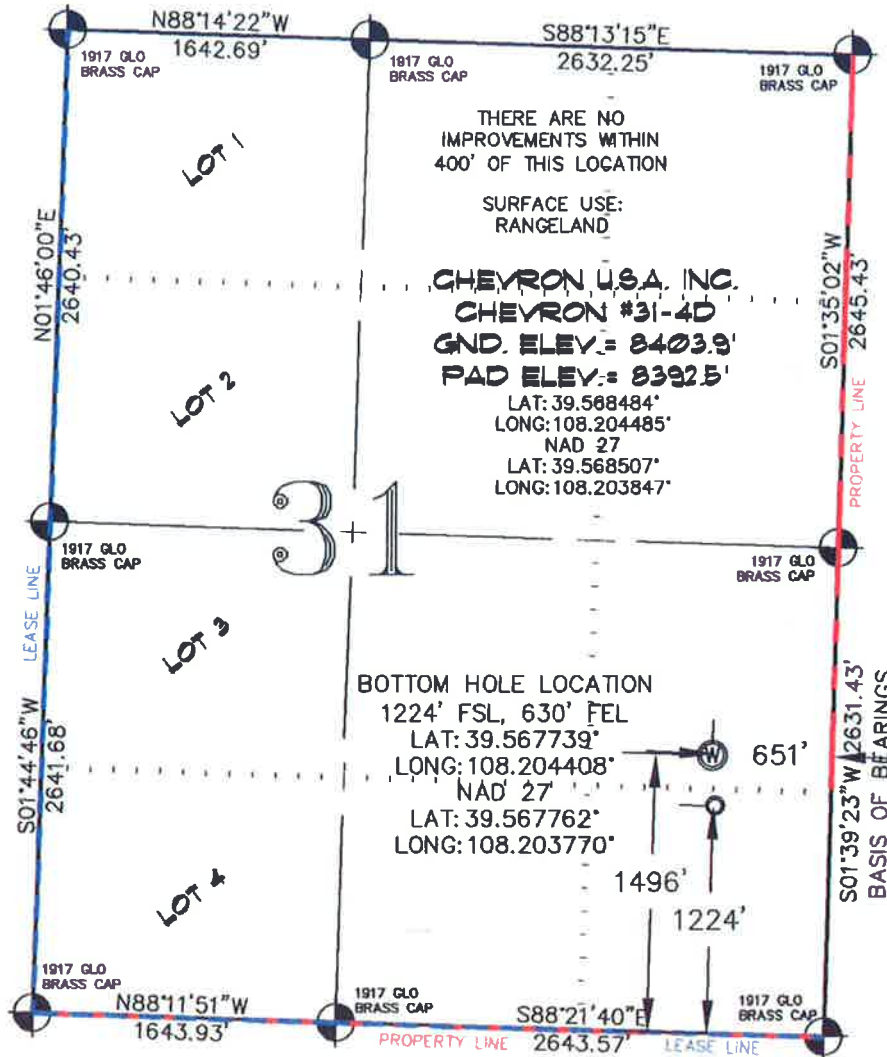 N88°14'22"W
1642.69'
S88°13'15"E
2632.25'
1917 GLO
BRASS CAP
1917 GLO
BRASS CAP
1917 GLO
BRASS CAP
THERE ARE NO
IMPROVEMENTS WITHIN
400' OF THIS LOCATION
SURFACE USE:
RANGELAND
LOT 1
N01°46'00"E
2640.43'
S01°35'02"W
2645.43'
CHEVRON U.S.A. INC.
CHEVRON #31-4D
GND. ELEV.= 8403.9'
PAD ELEV.= 8392.5'
LAT: 39.568484°
LONG: 108.204485°
NAD 27
LAT: 39.568507°
LONG: 108.203847°
LOT 2
PROPERTY LINE
31
1917 GLO
BRASS CAP
1917 GLO
BRASS CAP
LEASE LINE
LOT 3
S01°44'46"W
2641.68'
BOTTOM HOLE LOCATION
1224' FSL, 630' FEL
LAT: 39.567739°
LONG: 108.204408°
NAD 27
LAT: 39.567762°
LONG: 108.203770°
W
651'
S01°39'23"W 2631.43'
BASIS OF BEARINGS
1496'
1224'
LOT 4
1917 GLO
BRASS CAP
1917 GLO
BRASS CAP
1917 GLO
BRASS CAP
N88°11'51"W
1643.93'
S88°21'40"E
2643.57'
PROPERTY LINE
LEASE LINE